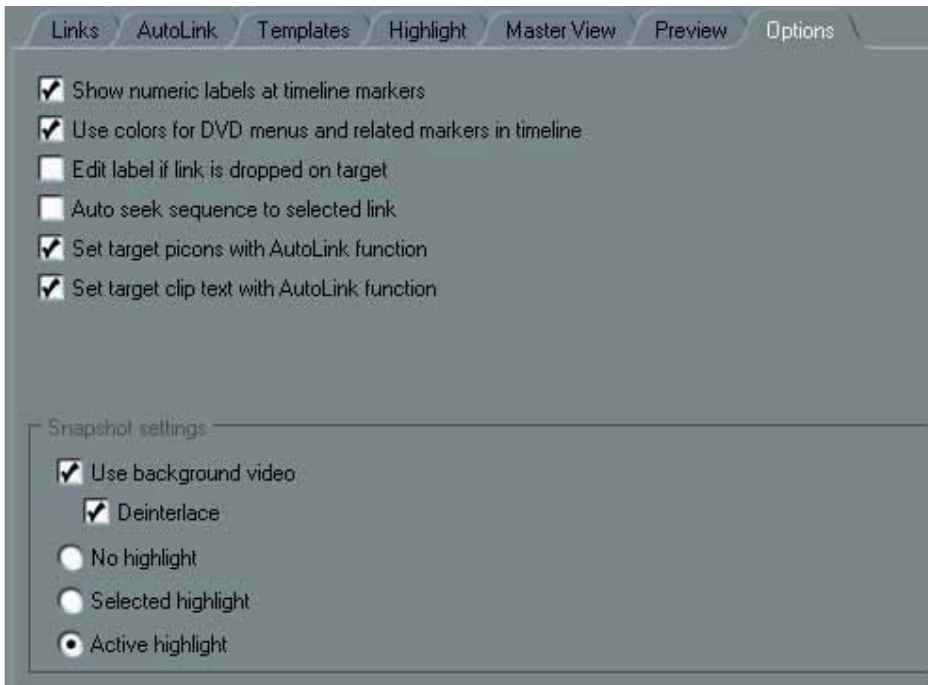 Links AutoLink Templates Highlight Master View Preview Options
Show numeric labels at timeline markers
Use colors for DVD menus and related markers in timeline
Edit label if link is dropped on target
Auto seek sequence to selected link
Set target picons with AutoLink function
Set target clip text with AutoLink function
Snapshot settings
Use background video
Deinterlace
No highlight
Selected highlight
Active highlight